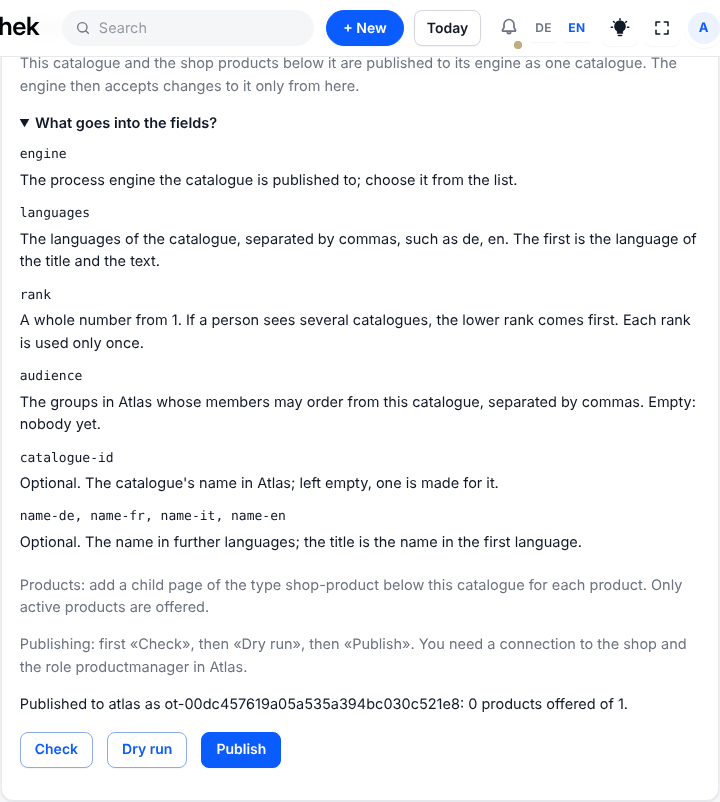 hek
Search
+ New
Today
DE
EN
A
This catalogue and the shop products below it are published to its engine as one catalogue. The
engine then accepts changes to it only from here.
▼ What goes into the fields?
engine
The process engine the catalogue is published to; choose it from the list.
languages
The languages of the catalogue, separated by commas, such as de, en. The first is the language of
the title and the text.
rank
A whole number from 1. If a person sees several catalogues, the lower rank comes first. Each rank
is used only once.
audience
The groups in Atlas whose members may order from this catalogue, separated by commas. Empty:
nobody yet.
catalogue-id
Optional. The catalogue's name in Atlas; left empty, one is made for it.
name-de, name-fr, name-it, name-en
Optional. The name in further languages; the title is the name in the first language.
Products: add a child page of the type shop-product below this catalogue for each product. Only
active products are offered.
Publishing: first «Check», then «Dry run», then «Publish». You need a connection to the shop and
the role productmanager in Atlas.
Published to atlas as ot-00dc457619a05a535a394bc030c521e8: 0 products offered of 1.
Check
Dry run
Publish